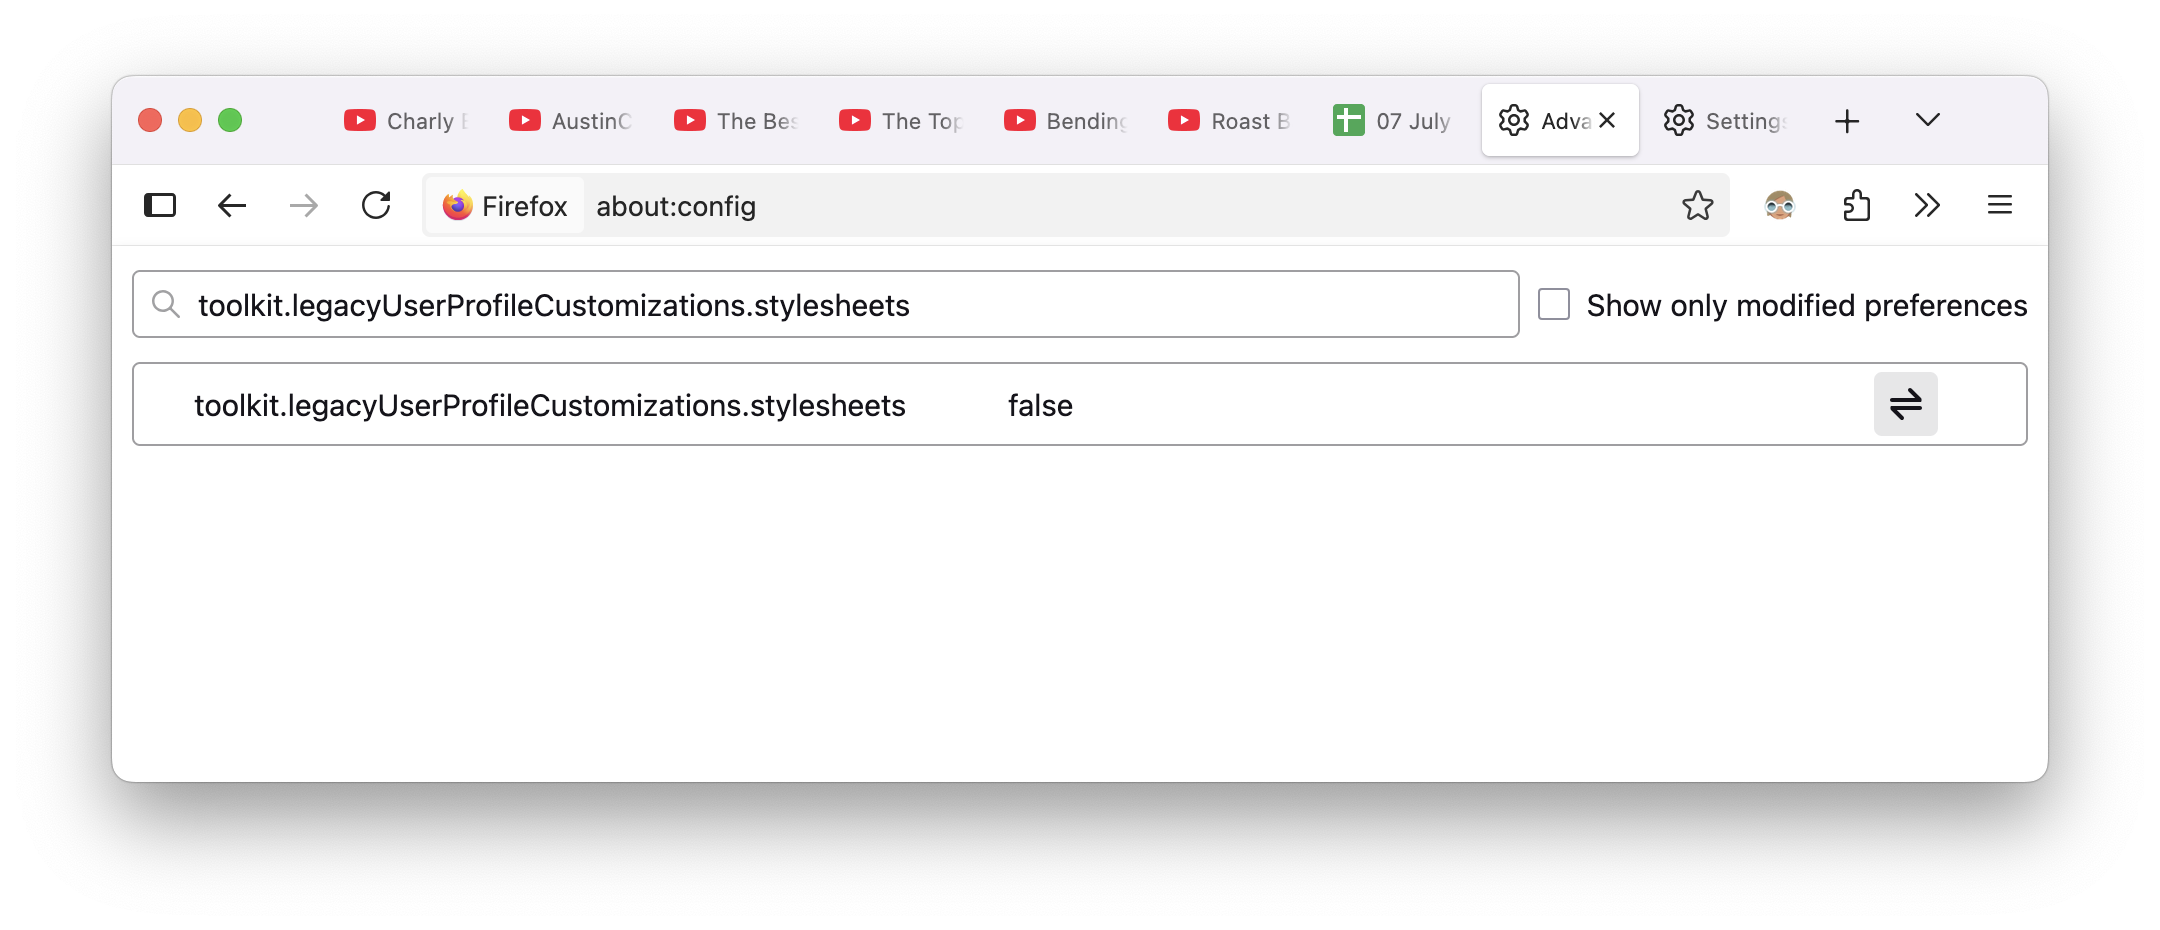 Charly
AustinC
The Bes
The Top
Bending
Roast B
07 July
Adva
Settings
Firefox
about:config
toolkit.legacyUserProfileCustomizations.stylesheets
Show only modified preferences
toolkit.legacyUserProfileCustomizations.stylesheets false